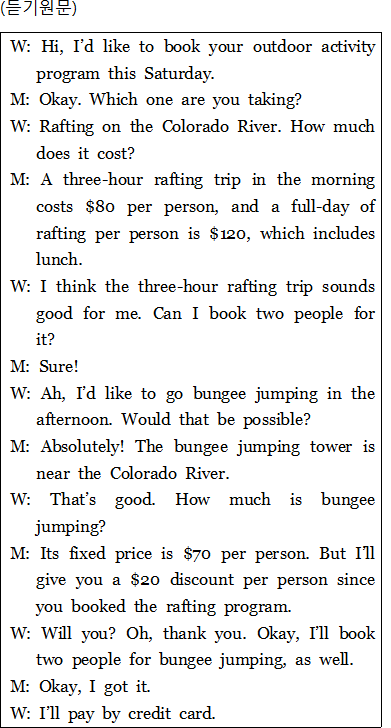 (듣기원문)
W: Hi, I’d like to book your outdoor activity
program this Saturday.
M: Okay. Which one are you taking?
W: Rafting on the Colorado River. How much
does it cost?
M: A three-hour rafting trip in the morning
costs $80 per person, and a full-day of
rafting per person is $120, which includes
lunch.
W: I think the three-hour rafting trip sounds
good for me. Can I book two people for
it?
M: Sure!
W: Ah, I’d like to go bungee jumping in the
afternoon. Would that be possible?
M: Absolutely! The bungee jumping tower is
near the Colorado River.
W: That’s good. How much is bungee
jumping?
M: Its fixed price is $70 per person. But I’ll
give you a $20 discount per person since
you booked the rafting program.
W: Will you? Oh, thank you. Okay, I’ll book
two people for bungee jumping, as well.
M: Okay, I got it.
W: I’ll pay by credit card.